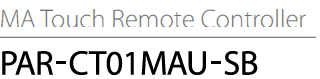 MA Touch Remote Controller
PAR-CT01MAU-SB